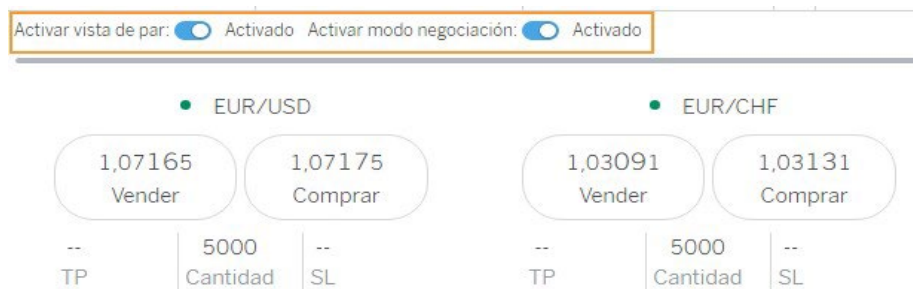 Activar vista de par: Activado Activar modo negociación: Activado
EUR/USD EUR/CHF
1,07165 1,07175 1,03091 1,03131
Vender Comprar Vender Comprar
-- 5000 -- -- 5000 --
TP Cantidad SL TP Cantidad SL